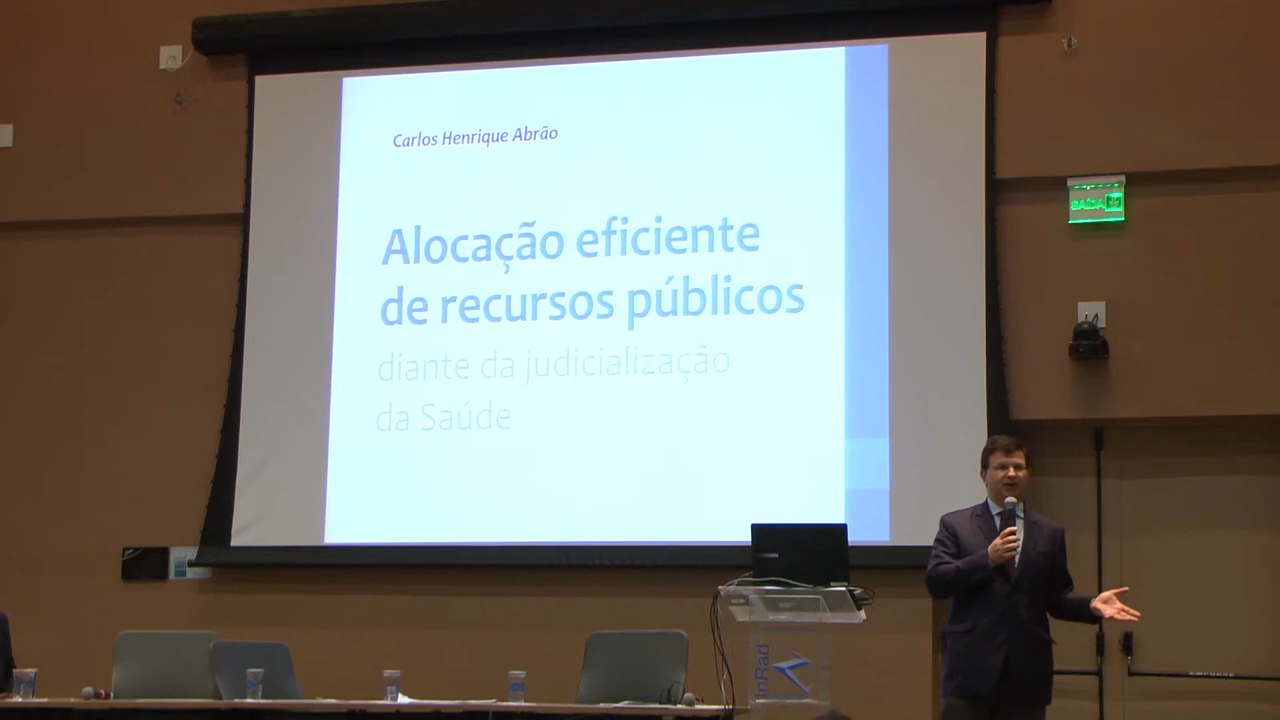 Carlos Henrique Abrão
Alocação eficiente
de recursos públicos
diante da judicialização
da Saúde
SAÍDA
InRad